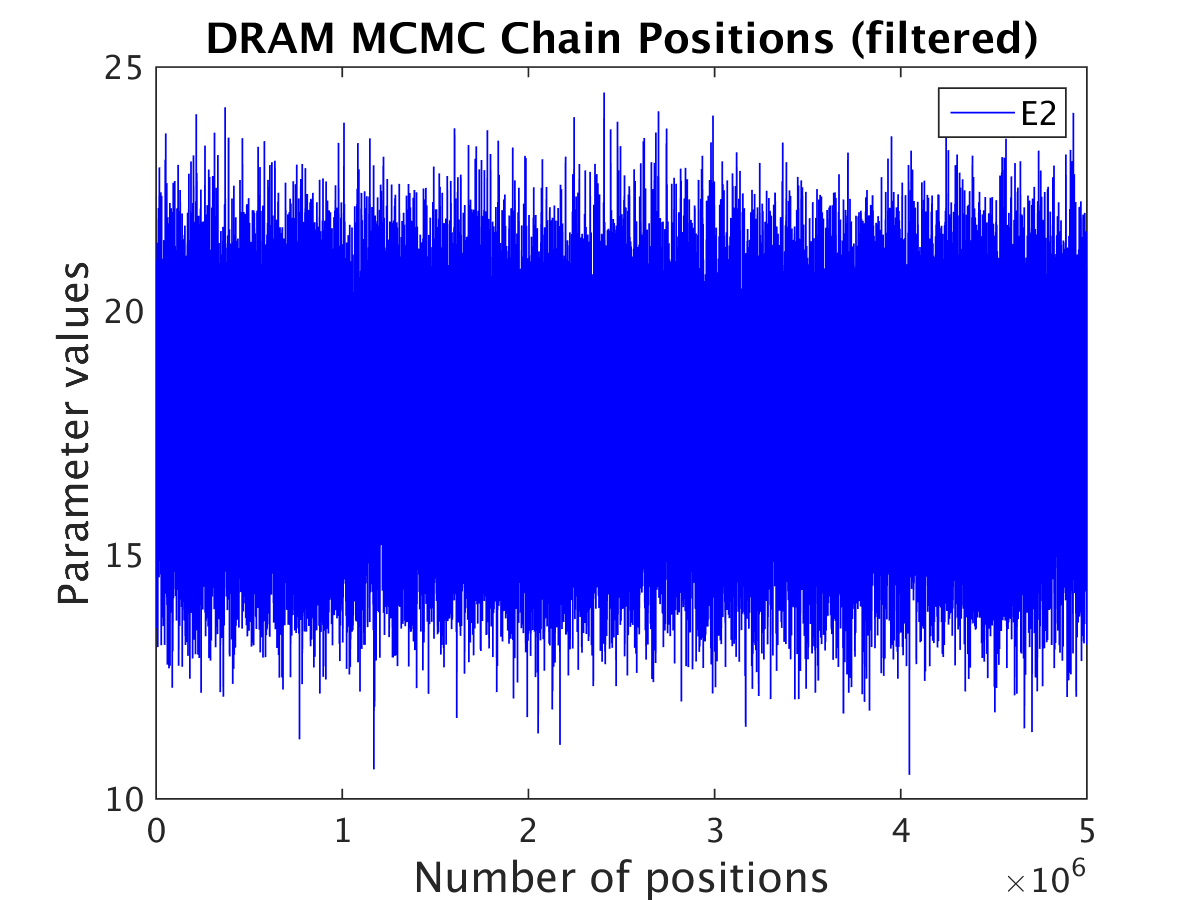 DRAM MCMC Chain Positions (filtered)
E2
Parameter values
25
20
15
10
0 1 2 3 4 5
×10^6
Number of positions